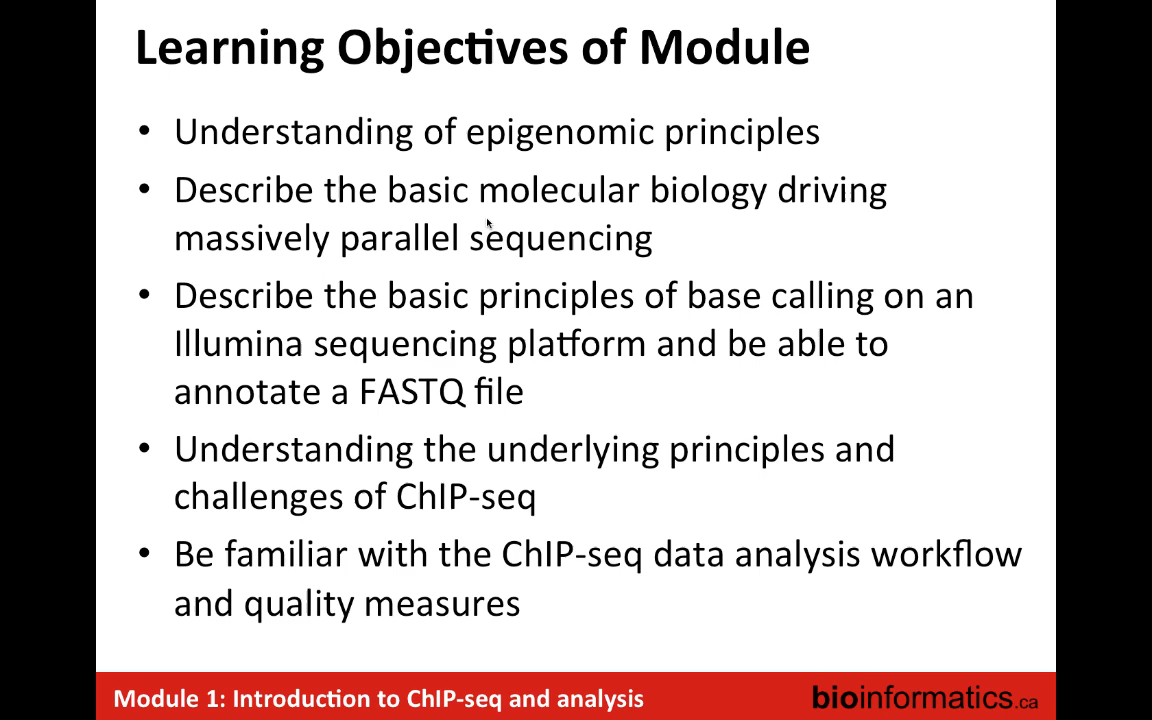 Learning Objectives of Module
• Understanding of epigenomic principles
• Describe the basic molecular biology driving
massively parallel sequencing
• Describe the basic principles of base calling on an
Illumina sequencing platform and be able to
annotate a FASTQ file
• Understanding the underlying principles and
challenges of ChIP-seq
• Be familiar with the ChIP-seq data analysis workflow
and quality measures
Module 1: Introduction to ChIP-seq and analysis
bioinformatics.ca